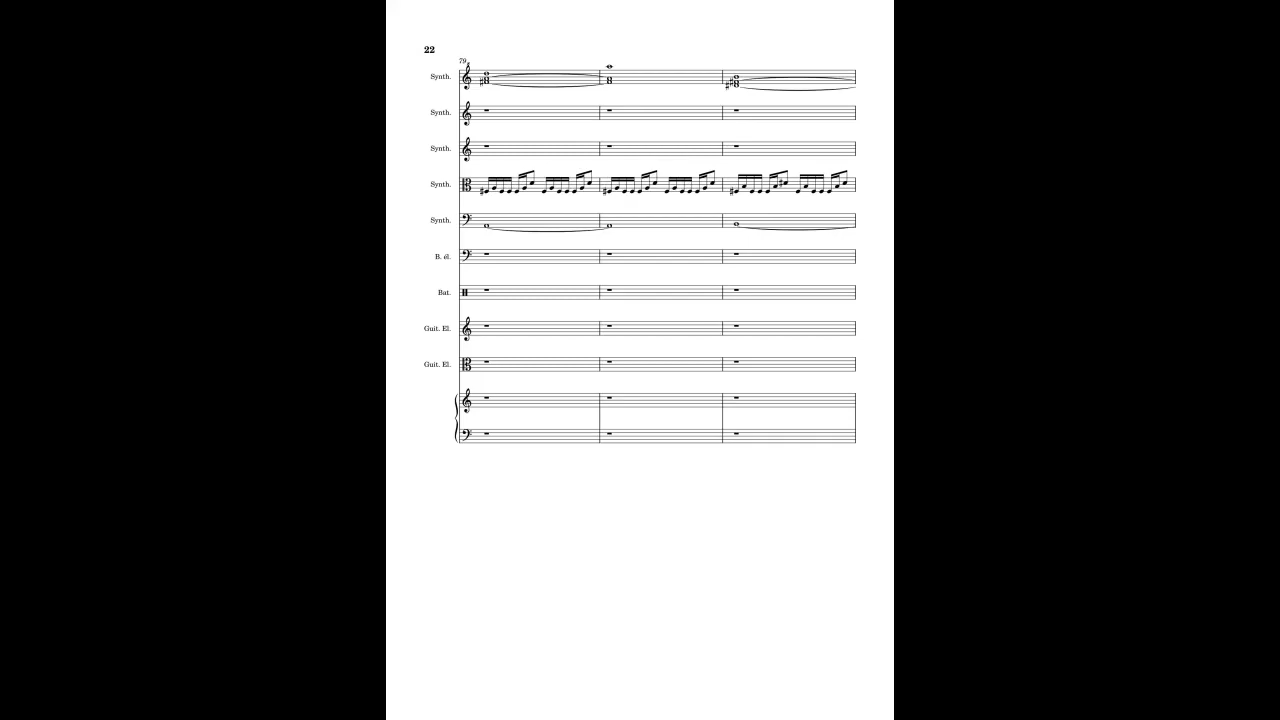 22
79
Synth.
Synth.
Synth.
Synth.
Synth.
B. él.
Bat.
Guit. El.
Guit. El.